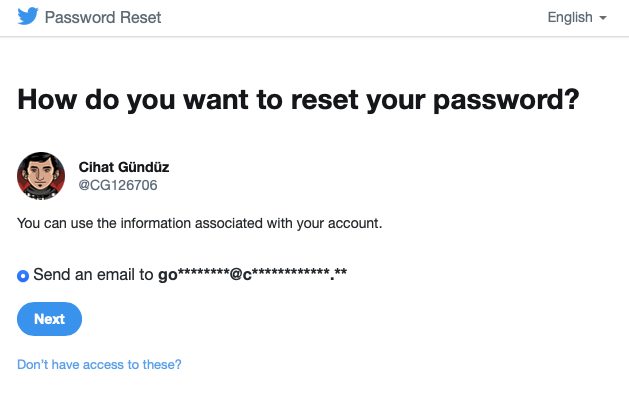 Password Reset
English
How do you want to reset your password?
Cihat Gündüz
@CG126706
You can use the information associated with your account.
Send an email to go********@c************.**
Next
Don't have access to these?